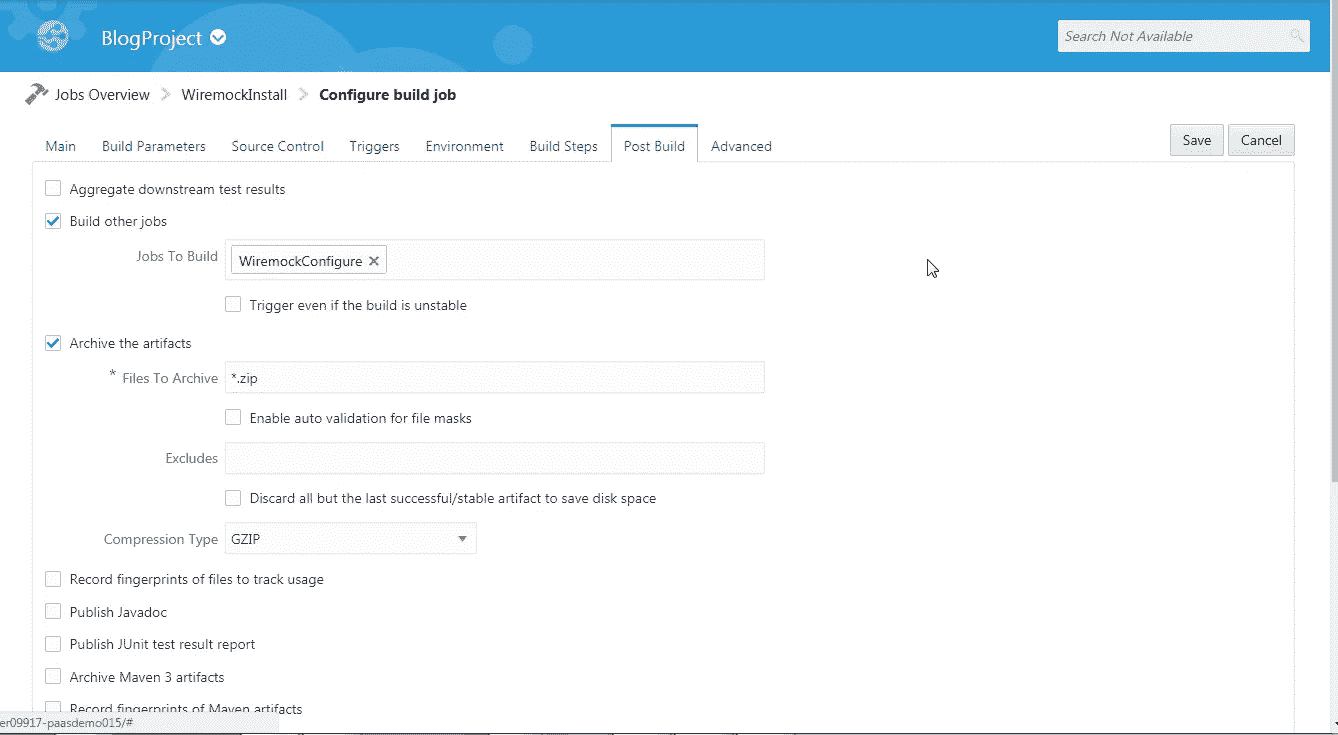 BlogProject
Search Not Available
Jobs Overview WiremockInstall Configure build job
Main Build Parameters Source Control Triggers Environment Build Steps Post Build Advanced Save Cancel
Aggregate downstream test results
Build other jobs
Jobs To Build WiremockConfigure
Trigger even if the build is unstable
Archive the artifacts
* Files To Archive *.zip
Enable auto validation for file masks
Excludes
Discard all but the last successful/stable artifact to save disk space
Compression Type GZIP
Record fingerprints of files to track usage
Publish Javadoc
Publish JUnit test result report
Archive Maven 3 artifacts
Record fingerprints of Maven artifacts
er09917-paasdemo015/#